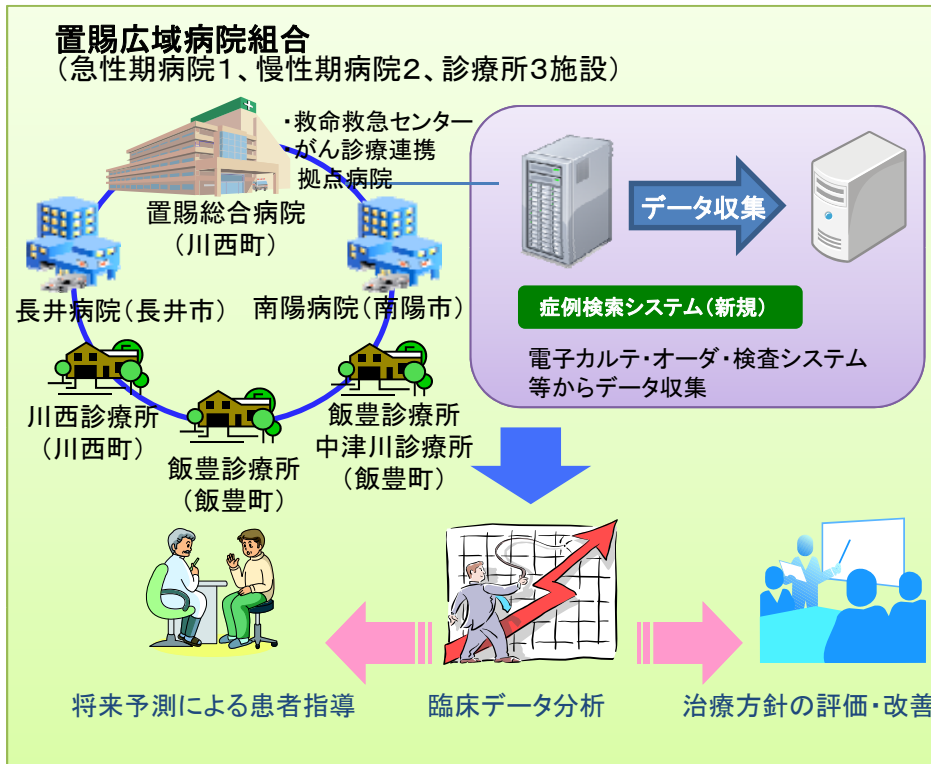 置賜広域病院組合
（急性期病院1、慢性期病院2、診療所3施設）
・救命救急センター
・がん診療連携
拠点病院
置賜総合病院
（川西町）
データ収集
長井病院（長井市）
南陽病院（南陽市）
症例検索システム（新規）
電子カルテ・オーダ・検査システム
等からデータ収集
川西診療所
（川西町）
飯豊診療所
（飯豊町）
飯豊診療所
中津川診療所
（飯豊町）
将来予測による患者指導
臨床データ分析
治療方針の評価・改善